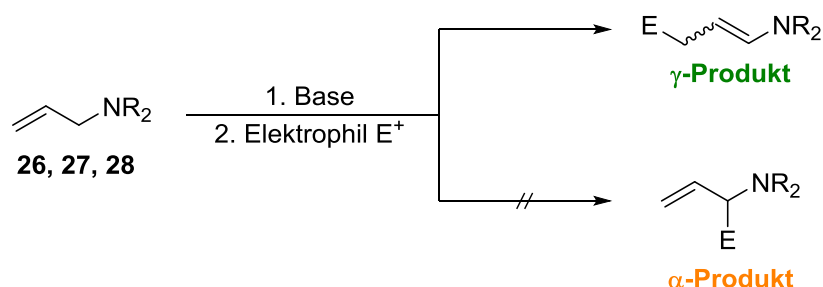 E
NR2
γ-Produkt
NR2
26, 27, 28
1. Base
2. Elektrophil E+
NR2
E
α-Produkt